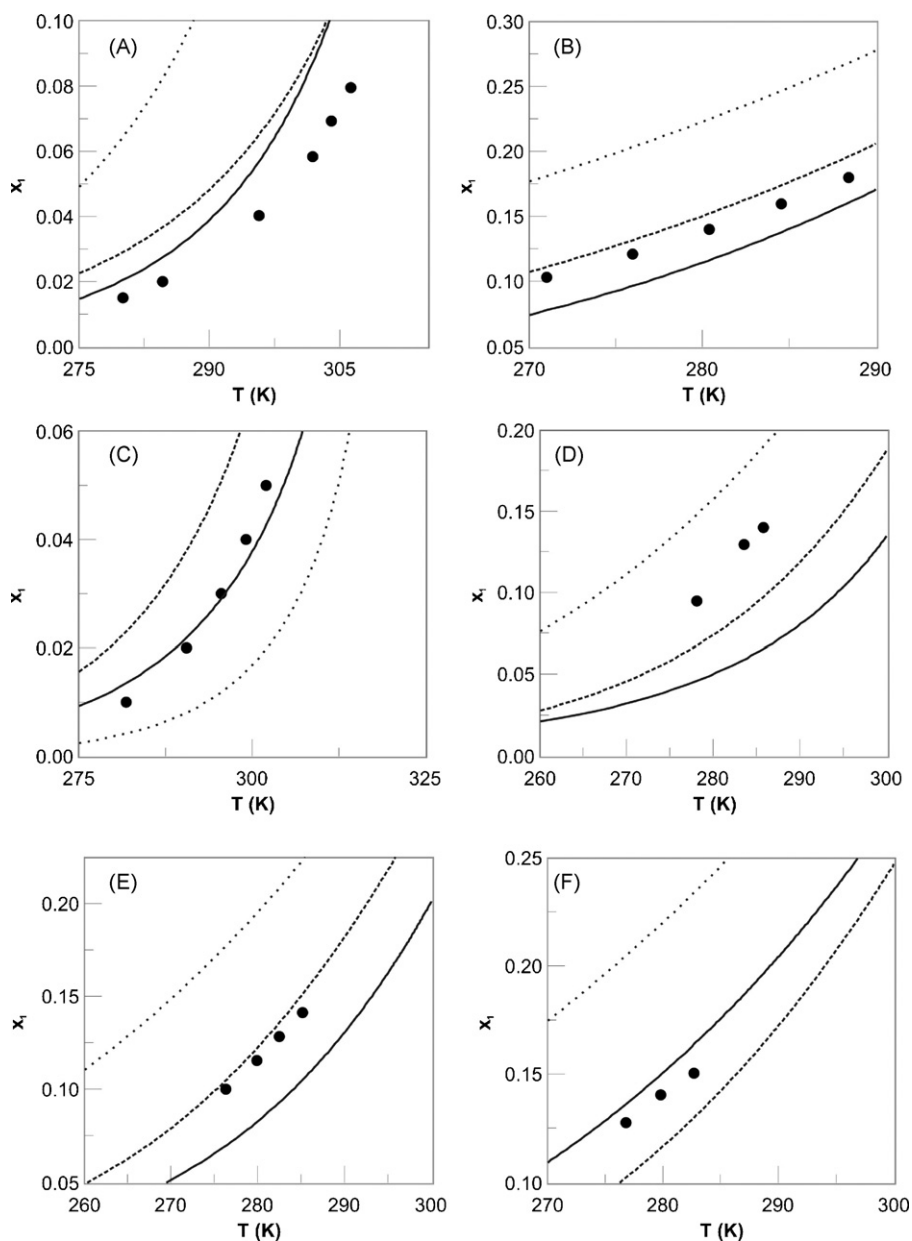 (A)
0.10
0.08
0.06
0.04
0.02
0.00
x₁
275 290 305
T (K)
(B)
0.30
0.25
0.20
0.15
0.10
0.05
x₁
270 280 290
T (K)
(C)
0.06
0.04
0.02
0.00
x₁
275 300 325
T (K)
(D)
0.20
0.15
0.10
0.05
0.00
x₁
260 270 280 290 300
T (K)
(E)
0.20
0.15
0.10
0.05
x₁
260 270 280 290 300
T (K)
(F)
0.25
0.20
0.15
0.10
x₁
270 280 290 300
T (K)